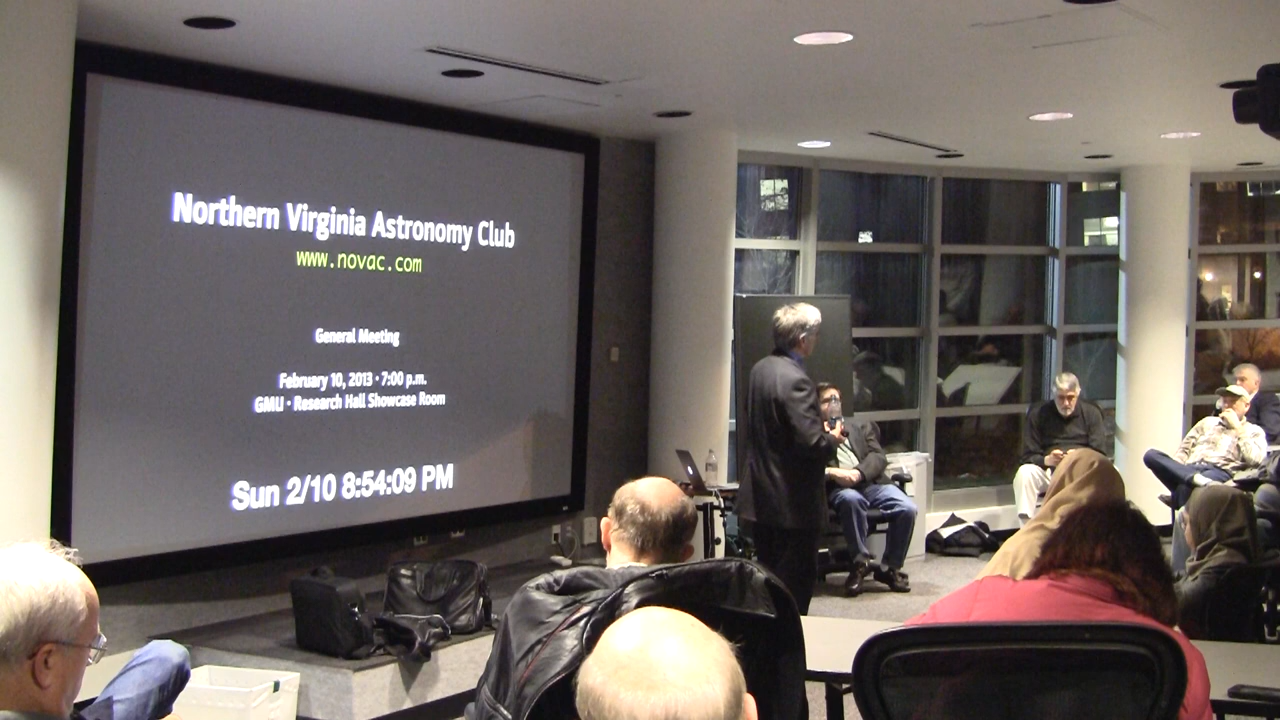 Northern Virginia Astronomy Club
www.novac.com
General Meeting
February 10, 2013 · 7:00 p.m.
GMU · Research Hall Showcase Room
Sun 2/10 8:54:09 PM